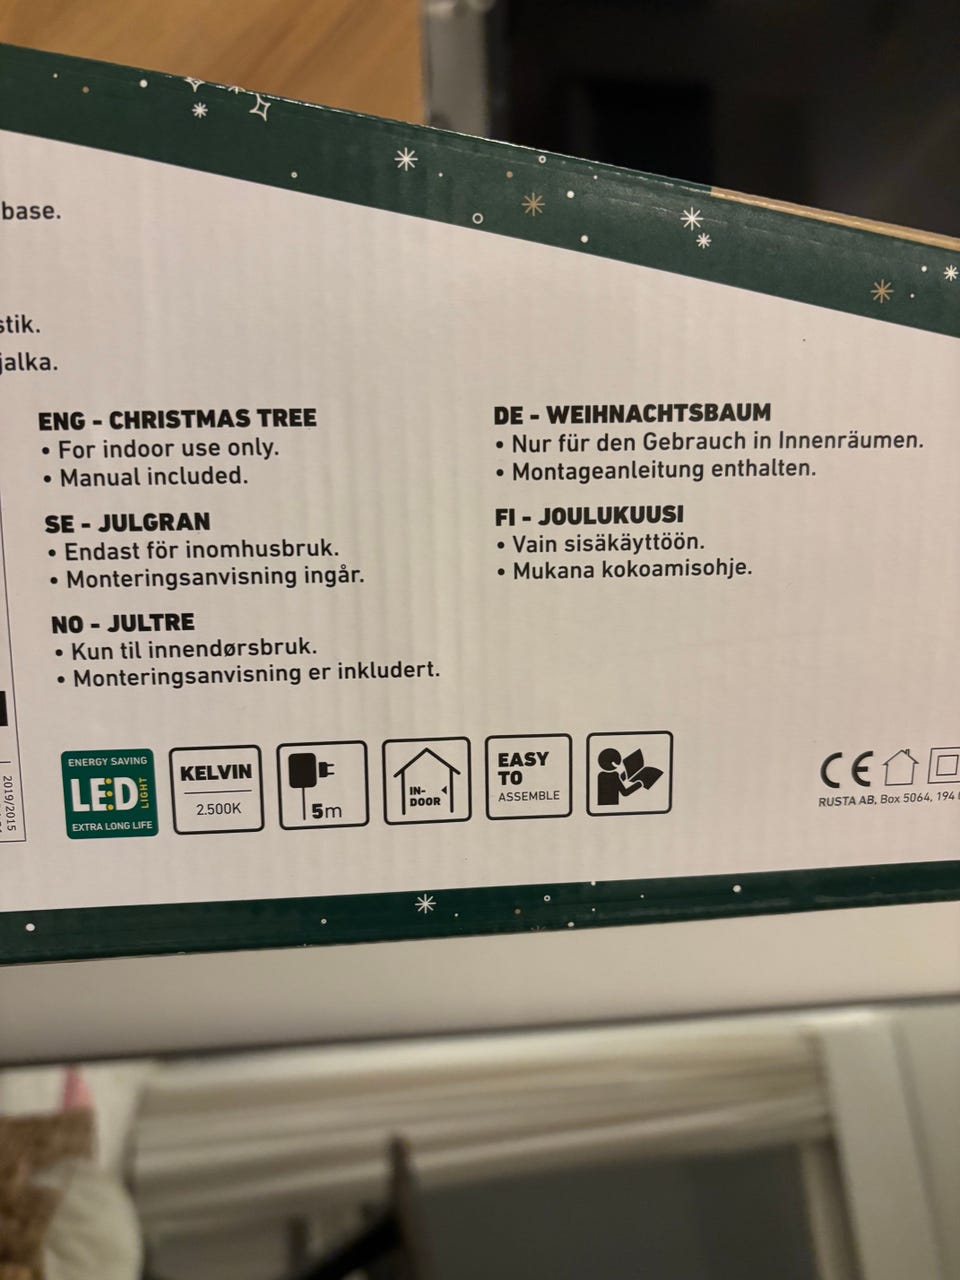 base.
stik.
jalka.
ENG - CHRISTMAS TREE
• For indoor use only.
• Manual included.
SE - JULGRAN
• Endast för inomhusbruk.
• Monteringsanvisning ingår.
NO - JULTRE
• Kun til innendørsbruk.
• Monteringsanvisning er inkludert.
DE - WEIHNACHTSBAUM
• Nur für den Gebrauch in Innenräumen.
• Montageanleitung enthalten.
FI - JOULUKUUSI
• Vain sisäkäyttöön.
• Mukana kokoamisohje.
2019/2015
ENERGY SAVING
LED
LIGHT
EXTRA LONG LIFE
KELVIN
2.500K
5m
IN-
DOOR
EASY
TO
ASSEMBLE
CE
RUSTA AB, Box 5064, 194